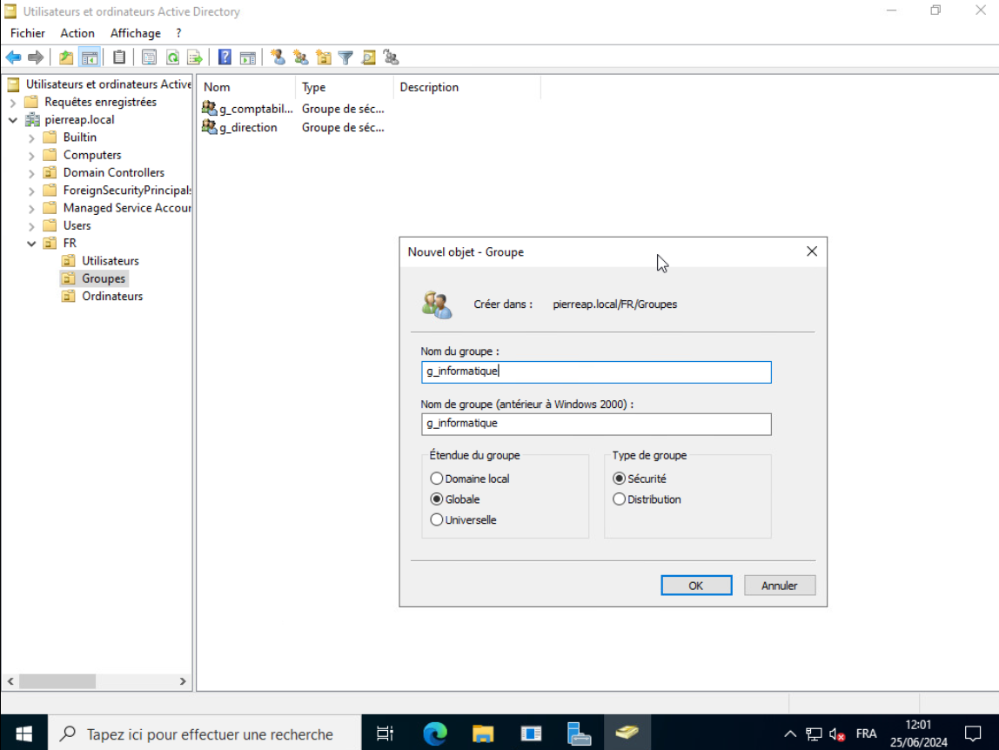 Utilisateurs et ordinateurs Active Directory
Fichier Action Affichage ?
Utilisateurs et ordinateurs Active
Requêtes enregistrées
pierreap.local
Builtin
Computers
Domain Controllers
ForeignSecurityPrincipals
Managed Service Accoun
Users
FR
Utilisateurs
Groupes
Ordinateurs
Nom Type Description
g_comptabil... Groupe de séc...
g_direction Groupe de séc...
Nouvel objet - Groupe
Créer dans : pierreap.local/FR/Groupes
Nom du groupe :
g_informatique
Nom de groupe (antérieur à Windows 2000) :
g_informatique
Étendue du groupe
Domaine local
Globale
Universelle
Type de groupe
Sécurité
Distribution
OK Annuler
Tapez ici pour effectuer une recherche
FRA
12:01
25/06/2024